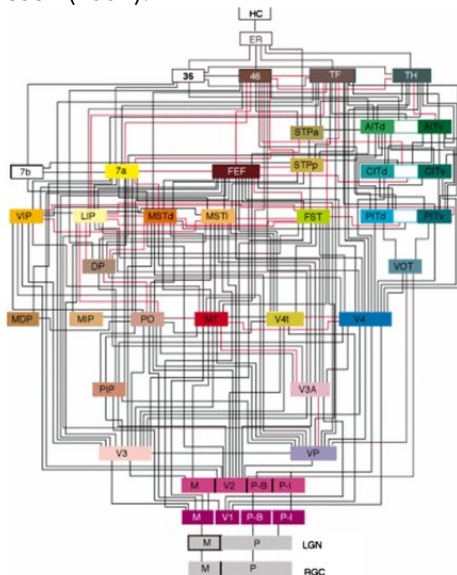 HC
ER
36 46 TF TH
STPa AITd AITv
STPp
7b 7a FEF CITd CITv
VIP LIP MSTd MSTl FST PITd PITv
DP VOT
MDP MIP PO MT V4t V4
PIP V3A
V3 VP
M V2 P-B P-I
M V1 P-B P-I
M P LGN
M P RGC